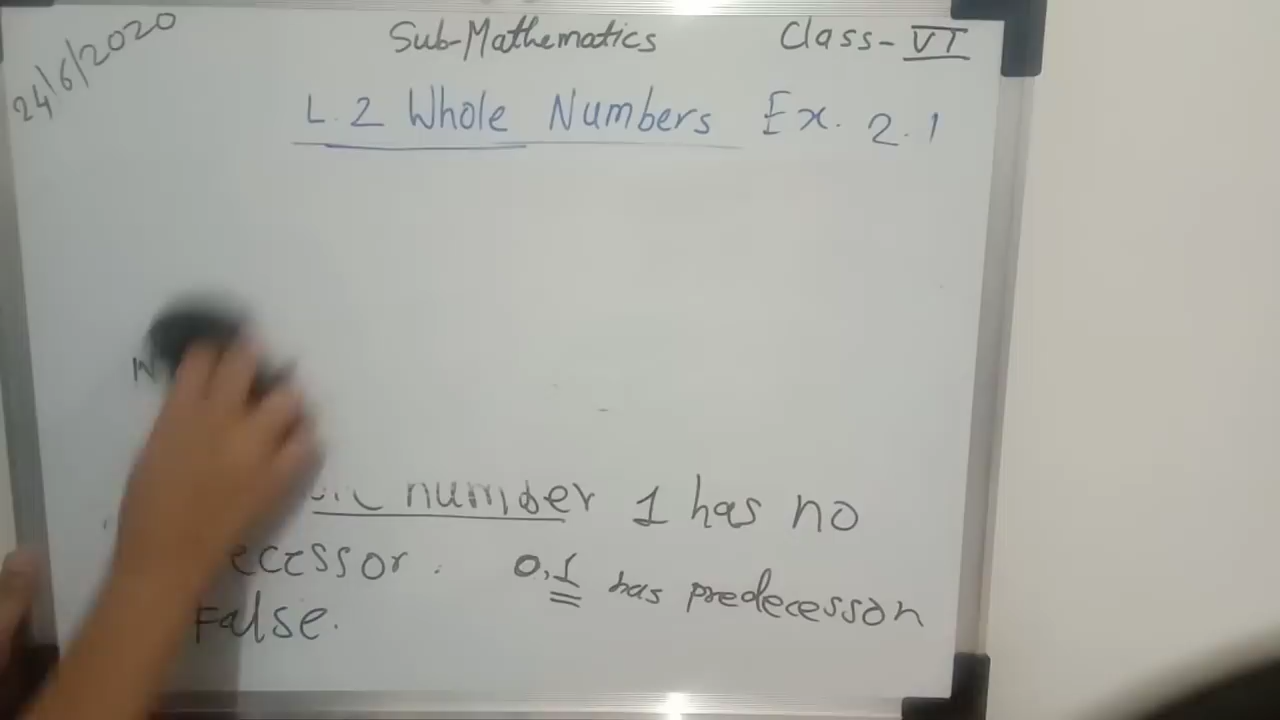 24/6/2020
Sub-Mathematics Class-VI
L.2 Whole Numbers Ex. 2.1
number 1 has no
ecessor. 0,1 has predecessor
False.